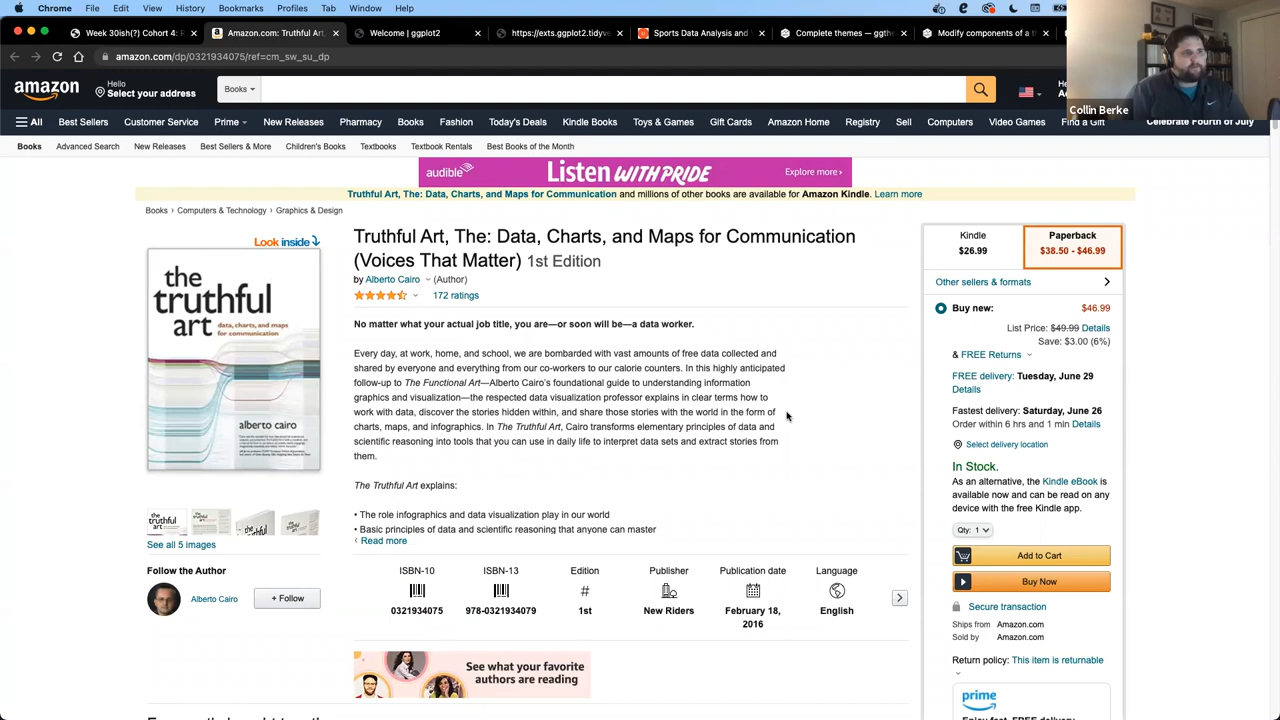 Chrome File Edit View History Bookmarks Profiles Tab Window Help
Week 30ish(?) Cohort 4: R
Amazon.com: Truthful Art,
Welcome | ggplot2
https://exts.ggplot2.tidyve
Sports Data Analysis and
Complete themes — ggthe
Modify components of a th
amazon.com/dp/0321934075/ref=cm_sw_su_dp
Collin Berke
amazon
Hello
Select your address
Books
All
Best Sellers
Customer Service
Prime
New Releases
Pharmacy
Books
Fashion
Today's Deals
Kindle Books
Toys & Games
Gift Cards
Amazon Home
Registry
Sell
Computers
Video Games
Find a Gift
Celebrate Fourth of July
Books
Advanced Search
New Releases
Best Sellers & More
Children's Books
Textbooks
Textbook Rentals
Best Books of the Month
audible
Listen WITH PRIDE
Explore more ›
Truthful Art, The: Data, Charts, and Maps for Communication and millions of other books are available for Amazon Kindle. Learn more
Books › Computers & Technology › Graphics & Design
Look inside
the
truthful
art
data, charts, and maps
for communication
alberto cairo
See all 5 images
Follow the Author
Alberto Cairo
+ Follow
Truthful Art, The: Data, Charts, and Maps for Communication
(Voices That Matter) 1st Edition
by Alberto Cairo (Author)
172 ratings
No matter what your actual job title, you are—or soon will be—a data worker.
Every day, at work, home, and school, we are bombarded with vast amounts of free data collected and
shared by everyone and everything from our co-workers to our calorie counters. In this highly anticipated
follow-up to The Functional Art—Alberto Cairo's foundational guide to understanding information
graphics and visualization—the respected data visualization professor explains in clear terms how to
work with data, discover the stories hidden within, and share those stories with the world in the form of
charts, maps, and infographics. In The Truthful Art, Cairo transforms elementary principles of data and
scientific reasoning into tools that you can use in daily life to interpret data sets and extract stories from
them.
The Truthful Art explains:
• The role infographics and data visualization play in our world
• Basic principles of data and scientific reasoning that anyone can master
‹ Read more
ISBN-10
0321934075
ISBN-13
978-0321934079
Edition
#
1st
Publisher
New Riders
Publication date
February 18,
2016
Language
English
See what your favorite
authors are reading
Kindle
$26.99
Paperback
$38.50 - $46.99
Other sellers & formats
Buy new:
$46.99
List Price: $49.99 Details
Save: $3.00 (6%)
& FREE Returns
FREE delivery: Tuesday, June 29
Details
Fastest delivery: Saturday, June 26
Order within 6 hrs and 1 min Details
Select delivery location
In Stock.
As an alternative, the Kindle eBook is
available now and can be read on any
device with the free Kindle app.
Qty: 1
Add to Cart
Buy Now
Secure transaction
Ships from Amazon.com
Sold by Amazon.com
Return policy: This item is returnable
prime